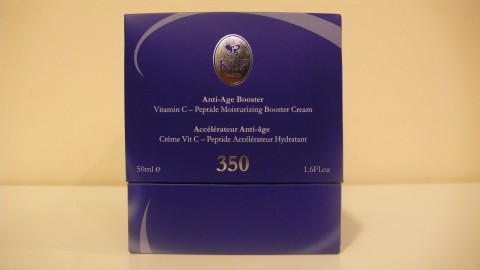 Anti-Age Booster
Vitamin C – Peptide Moisturizing Booster Cream
Accélérateur Anti-âge
Crème Vit C – Peptide Accélérateur Hydratant
50ml e 350 1.6Fl.oz